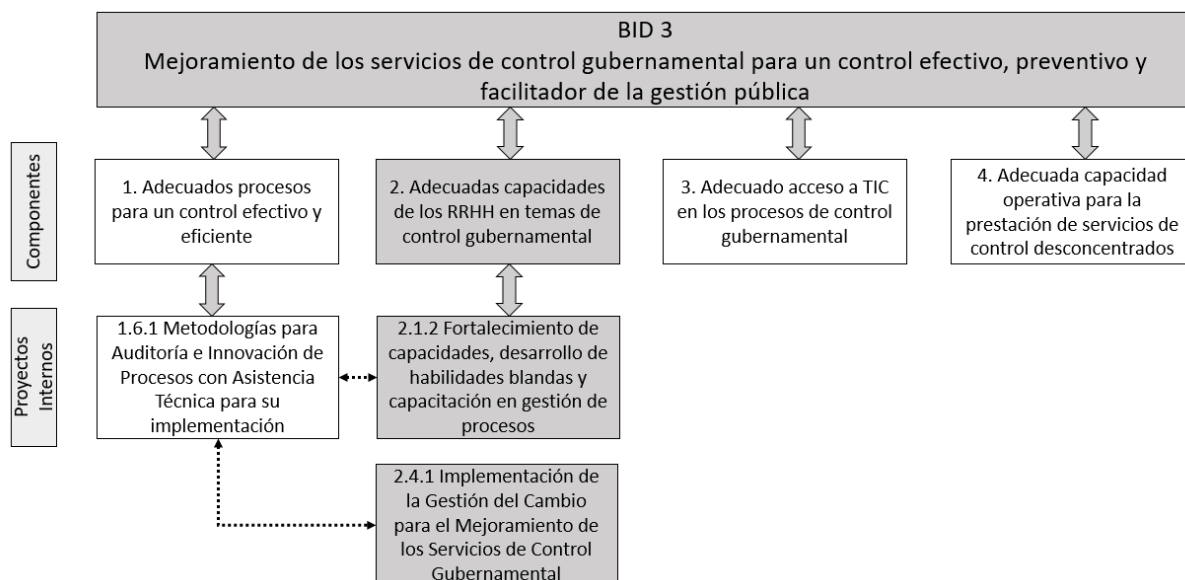 BID 3
Mejoramiento de los servicios de control gubernamental para un control efectivo, preventivo y
facilitador de la gestión pública
Componentes
1. Adecuados procesos
para un control efectivo y
eficiente
2. Adecuadas capacidades
de los RRHH en temas de
control gubernamental
3. Adecuado acceso a TIC
en los procesos de control
gubernamental
4. Adecuada capacidad
operativa para la
prestación de servicios de
control desconcentrados
Proyectos
Internos
1.6.1 Metodologías para
Auditoría e Innovación de
Procesos con Asistencia
Técnica para su
implementación
2.1.2 Fortalecimiento de
capacidades, desarrollo de
habilidades blandas y
capacitación en gestión de
procesos
2.4.1 Implementación de
la Gestión del Cambio
para el Mejoramiento de
los Servicios de Control
Gubernamental